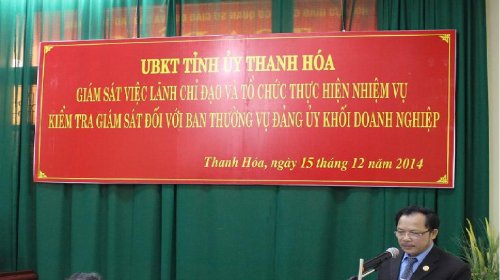 UBKT TỈNH ỦY THANH HÓA
GIÁM SÁT VIỆC LÃNH CHỈ ĐẠO VÀ TỔ CHỨC THỰC HIỆN NHIỆM VỤ
KIỂM TRA GIÁM SÁT ĐỐI VỚI BAN THƯỜNG VỤ ĐẢNG ỦY KHỐI DOANH NGHIỆP
Thanh Hóa, ngày 15 tháng 12 năm 2014